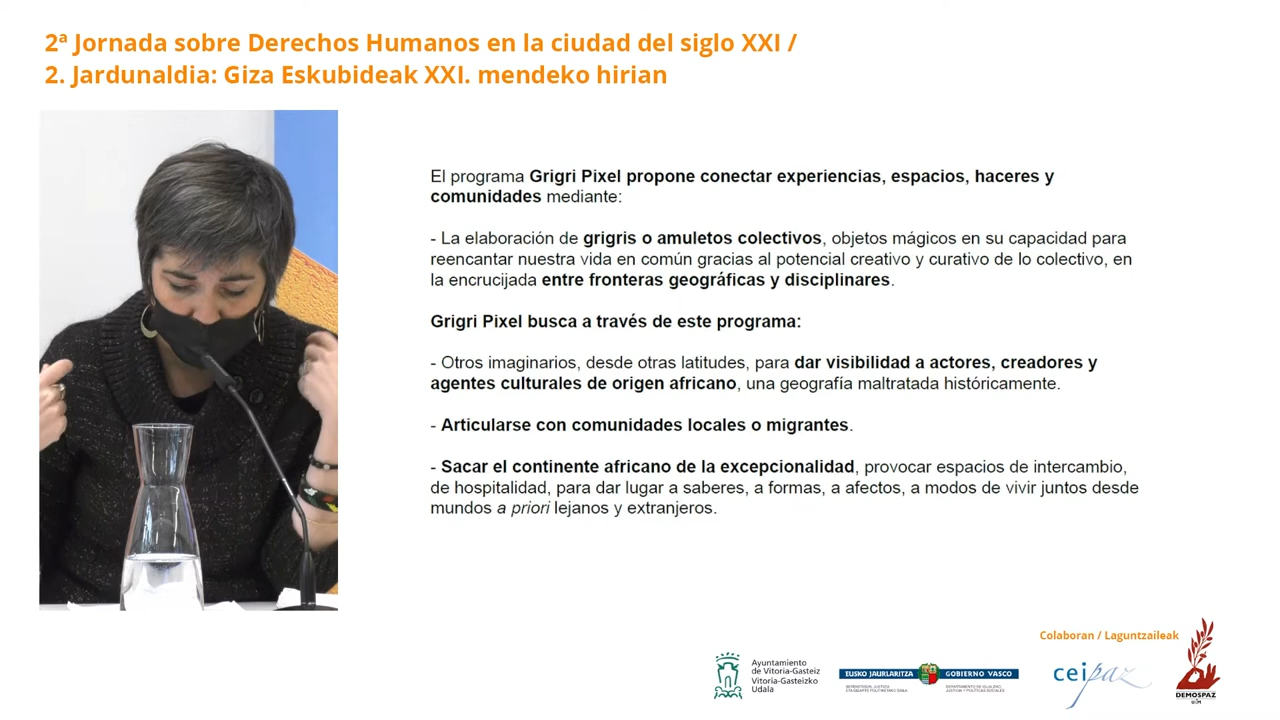 2ª Jornada sobre Derechos Humanos en la ciudad del siglo XXI /
2. Jardunaldia: Giza Eskubideak XXI. mendeko hirian
El programa Grigri Pixel propone conectar experiencias, espacios, haceres y
comunidades mediante:
- La elaboración de grigris o amuletos colectivos, objetos mágicos en su capacidad para
reencantar nuestra vida en común gracias al potencial creativo y curativo de lo colectivo, en
la encrucijada entre fronteras geográficas y disciplinares.
Grigri Pixel busca a través de este programa:
- Otros imaginarios, desde otras latitudes, para dar visibilidad a actores, creadores y
agentes culturales de origen africano, una geografía maltratada históricamente.
- Articularse con comunidades locales o migrantes.
- Sacar el continente africano de la excepcionalidad, provocar espacios de intercambio,
de hospitalidad, para dar lugar a saberes, a formas, a afectos, a modos de vivir juntos desde
mundos a priori lejanos y extranjeros.
Colaboran / Laguntzaileak
Ayuntamiento
de Vitoria-Gasteiz
Vitoria-Gasteizko
Udala
EUSKO JAURLARITZA
GOBIERNO VASCO
ceipaz
DEMOSPAZ